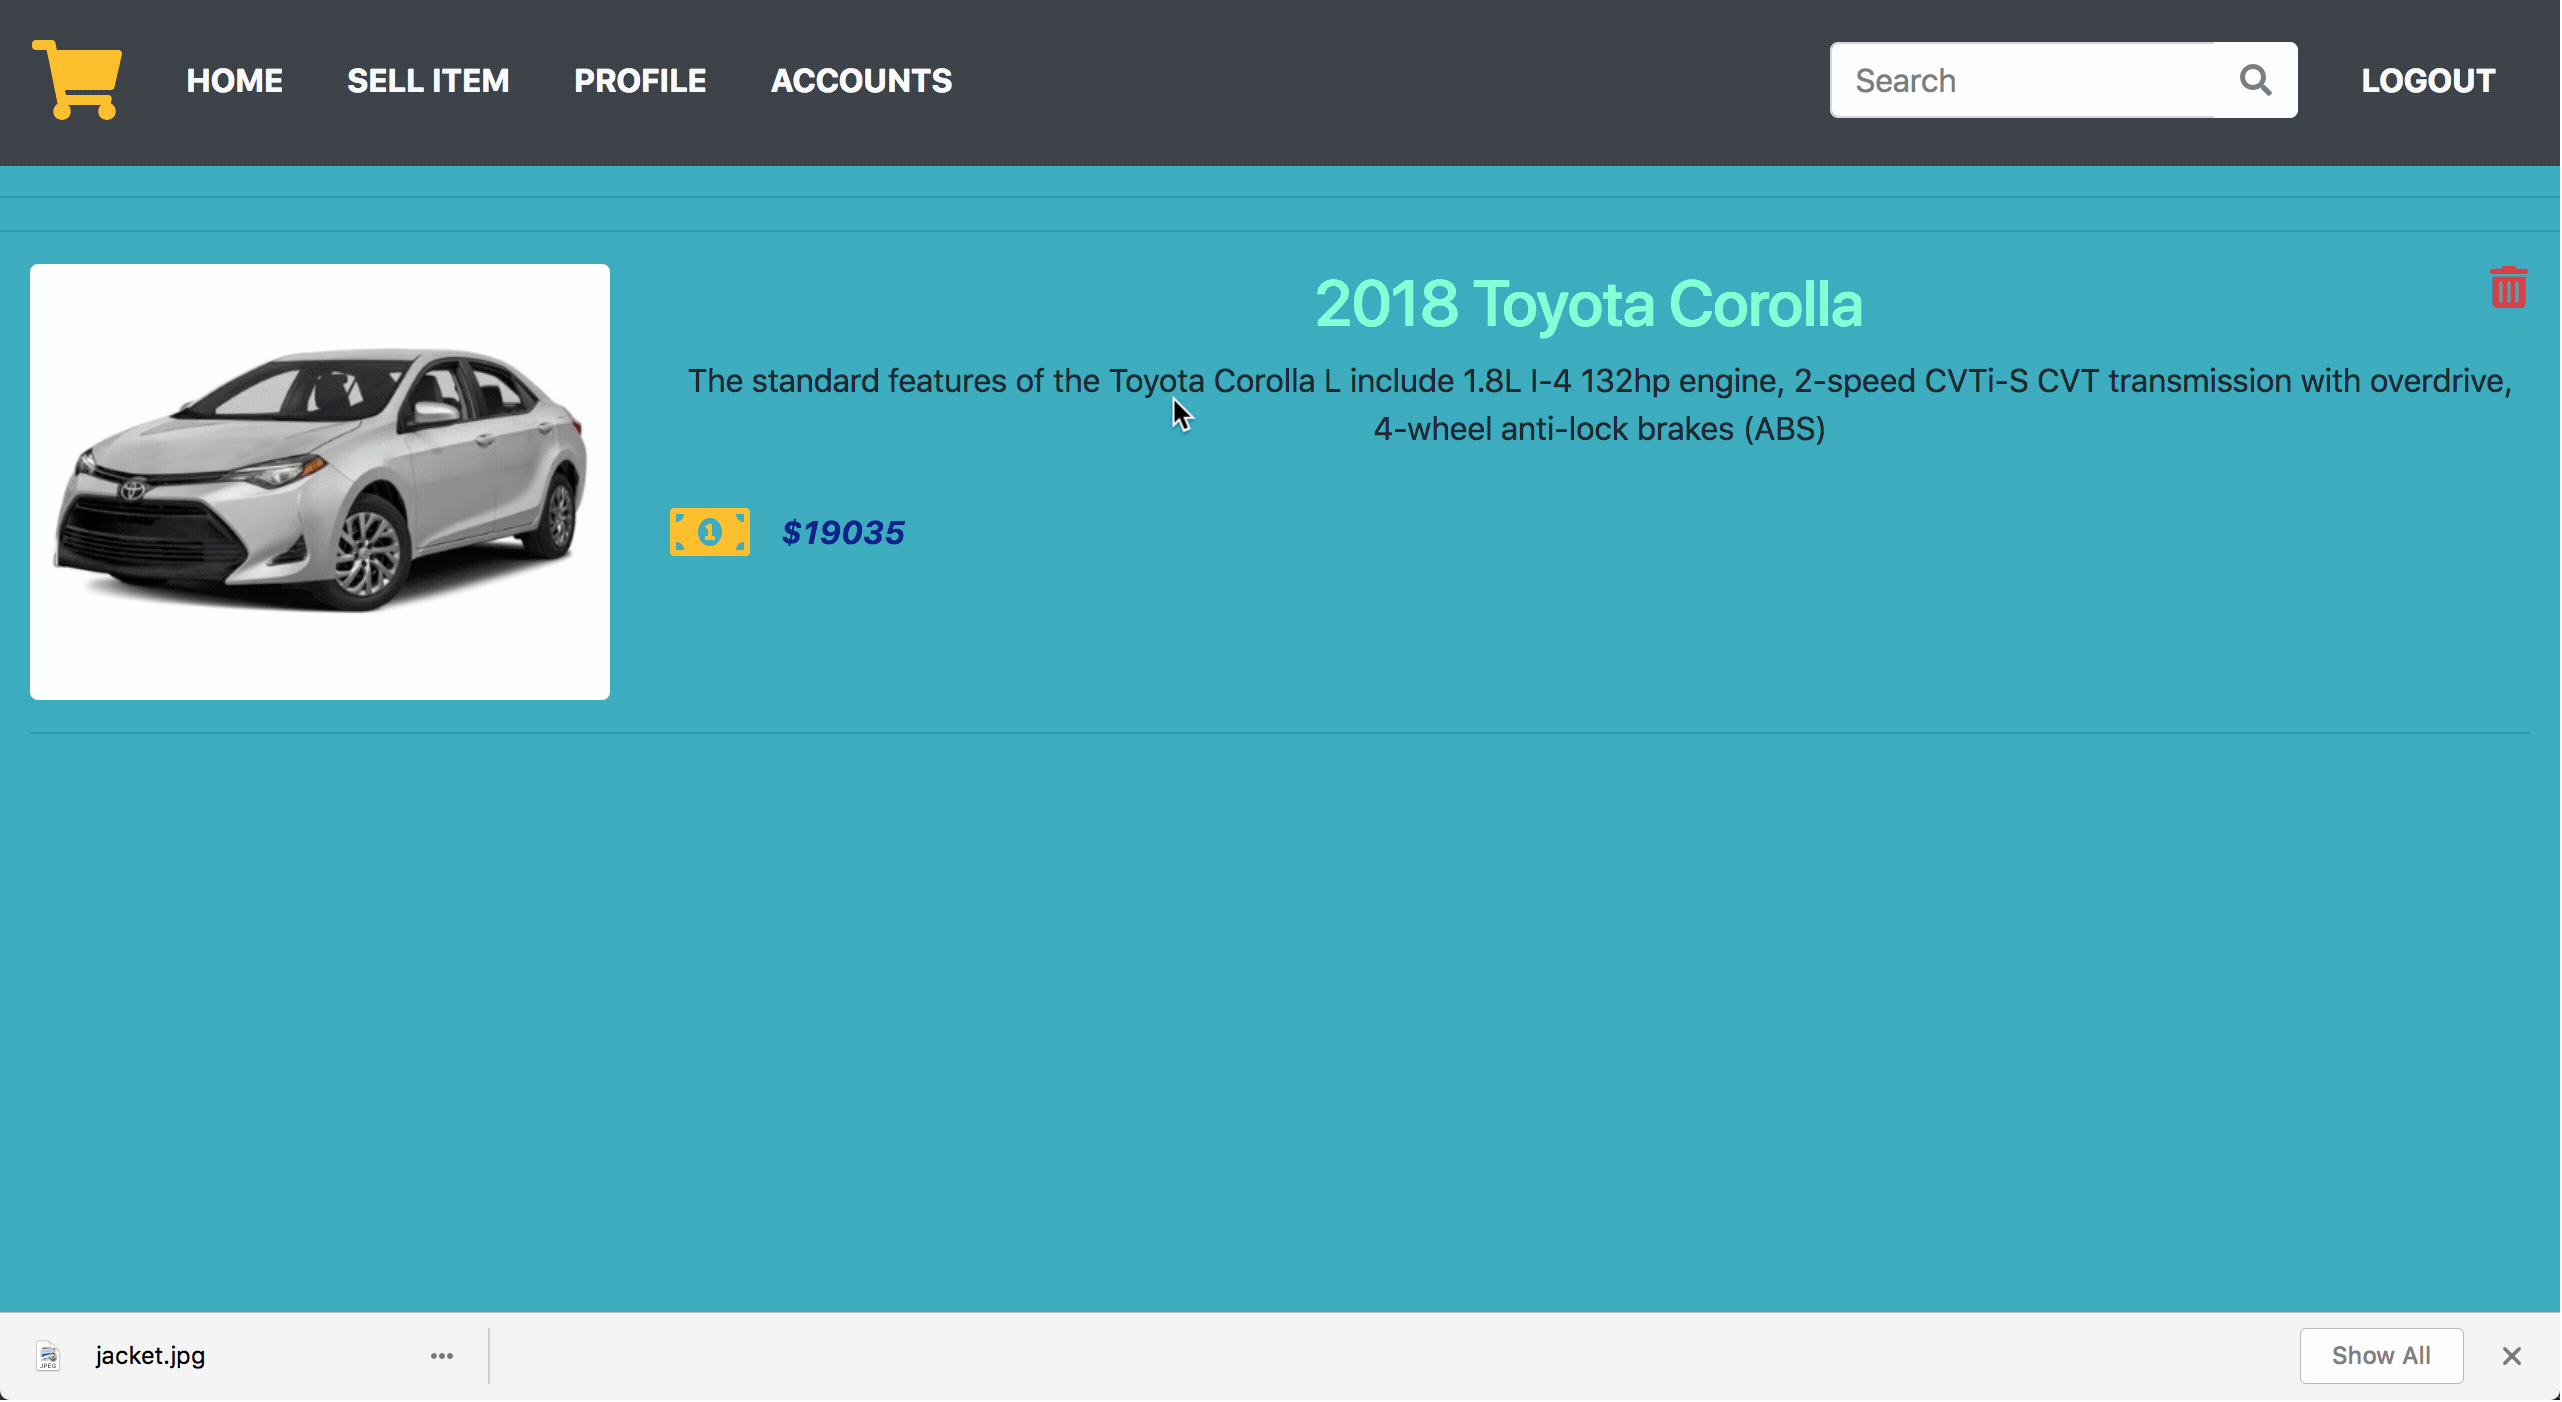 HOME SELL ITEM PROFILE ACCOUNTS Search LOGOUT
2018 Toyota Corolla
The standard features of the Toyota Corolla L include 1.8L I-4 132hp engine, 2-speed CVTi-S CVT transmission with overdrive,
4-wheel anti-lock brakes (ABS)
1 $19035
JPEG jacket.jpg ••• Show All